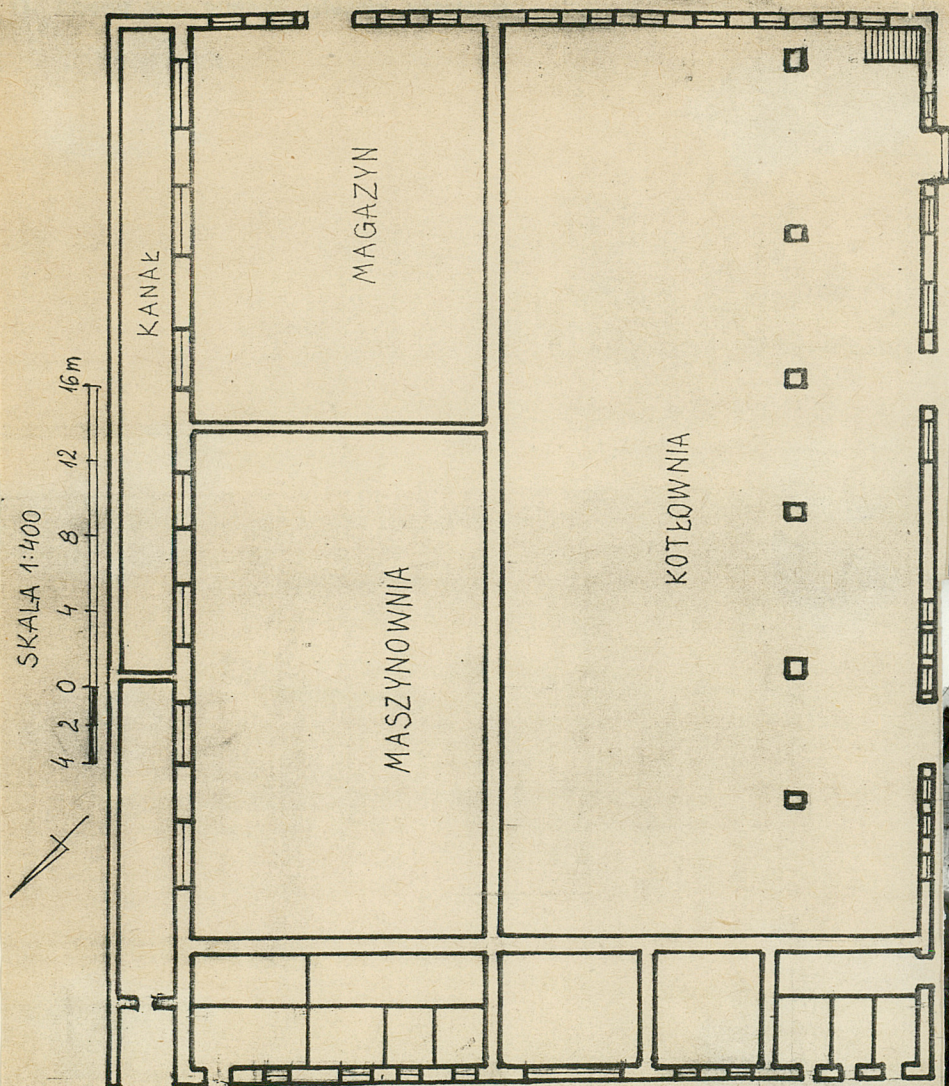 MAGAZYN
KANAŁ
KOTŁOWNIA
MASZYNOWNIA
SKALA 1:400
4 2 0 4 8 12 16m